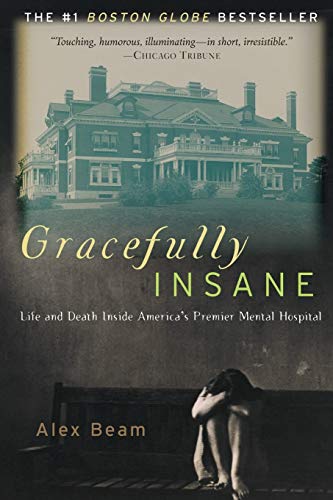 THE #1 BOSTON GLOBE BESTSELLER
“Touching, humorous, illuminating—in short, irresistible.”
—CHICAGO TRIBUNE
Gracefully
INSANE
Life and Death Inside America's Premier Mental Hospital
Alex Beam